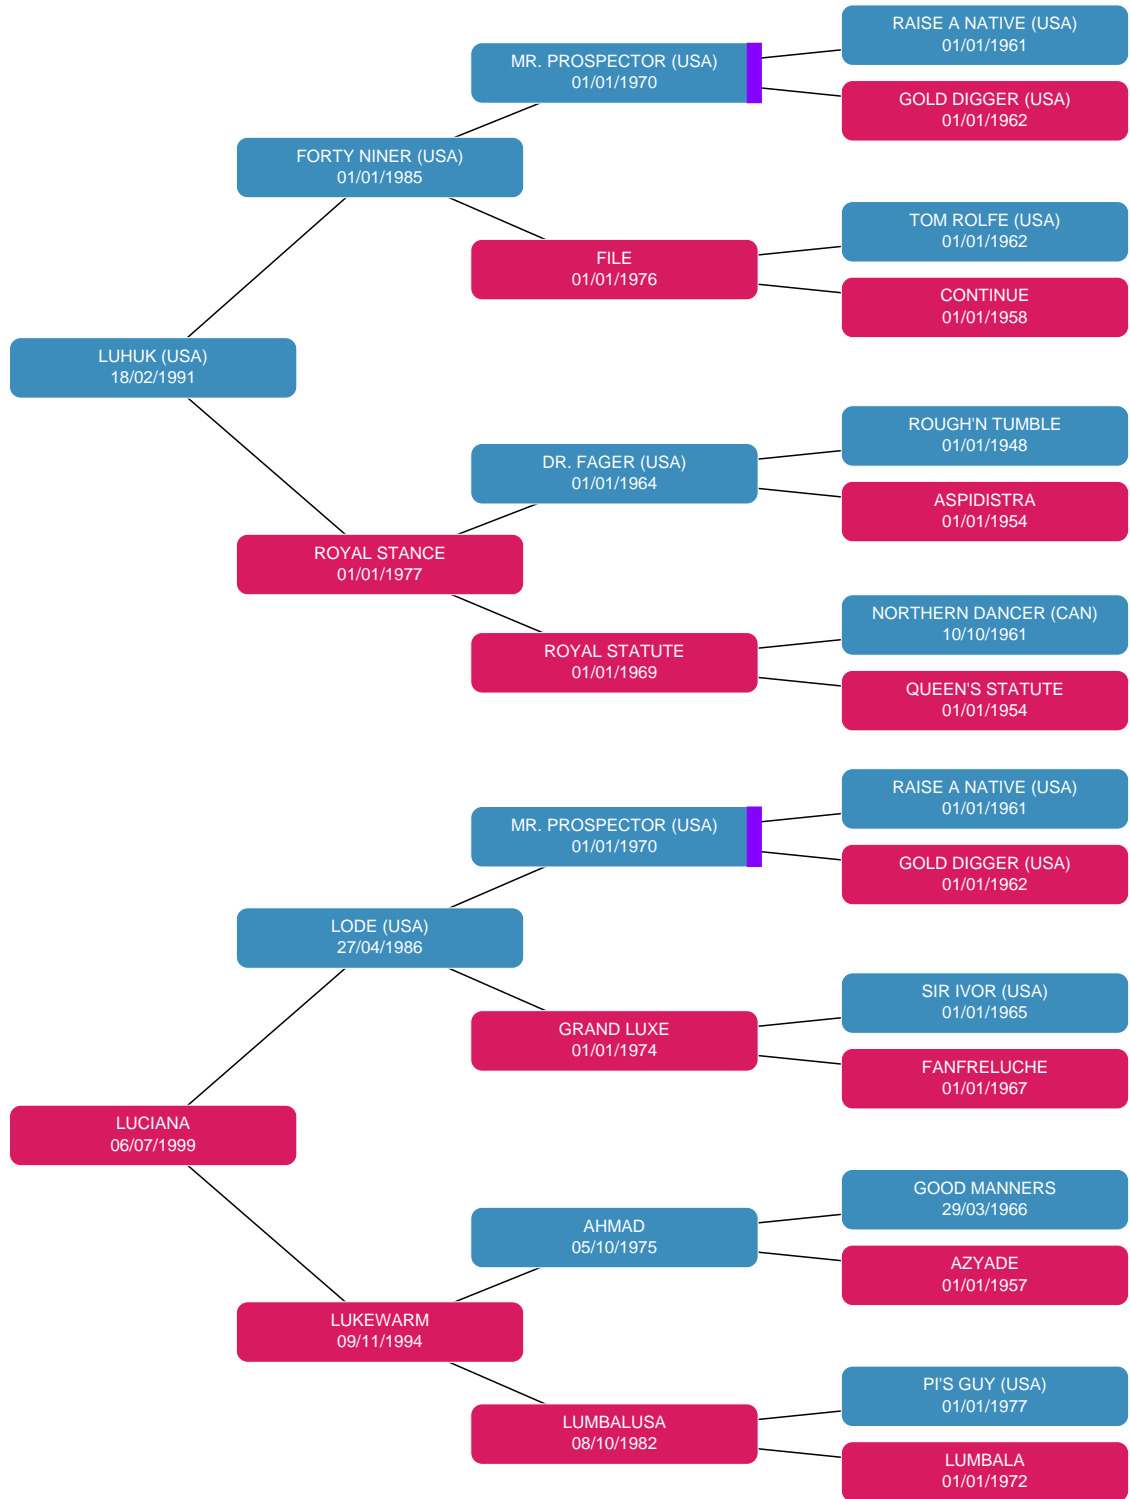 RAISE A NATIVE (USA)
01/01/1961
MR. PROSPECTOR (USA)
01/01/1970
GOLD DIGGER (USA)
01/01/1962
FORTY NINER (USA)
01/01/1985
TOM ROLFE (USA)
01/01/1962
FILE
01/01/1976
CONTINUE
01/01/1958
LUHUK (USA)
18/02/1991
ROUGH'N TUMBLE
01/01/1948
DR. FAGER (USA)
01/01/1964
ASPIDISTRA
01/01/1954
ROYAL STANCE
01/01/1977
NORTHERN DANCER (CAN)
10/10/1961
ROYAL STATUTE
01/01/1969
QUEEN'S STATUTE
01/01/1954
RAISE A NATIVE (USA)
01/01/1961
MR. PROSPECTOR (USA)
01/01/1970
GOLD DIGGER (USA)
01/01/1962
LODE (USA)
27/04/1986
SIR IVOR (USA)
01/01/1965
GRAND LUXE
01/01/1974
FANFRELUCHE
01/01/1967
LUCIANA
06/07/1999
GOOD MANNERS
29/03/1966
AHMAD
05/10/1975
AZYADE
01/01/1957
LUKEWARM
09/11/1994
PI'S GUY (USA)
01/01/1977
LUMBALUSA
08/10/1982
LUMBALA
01/01/1972